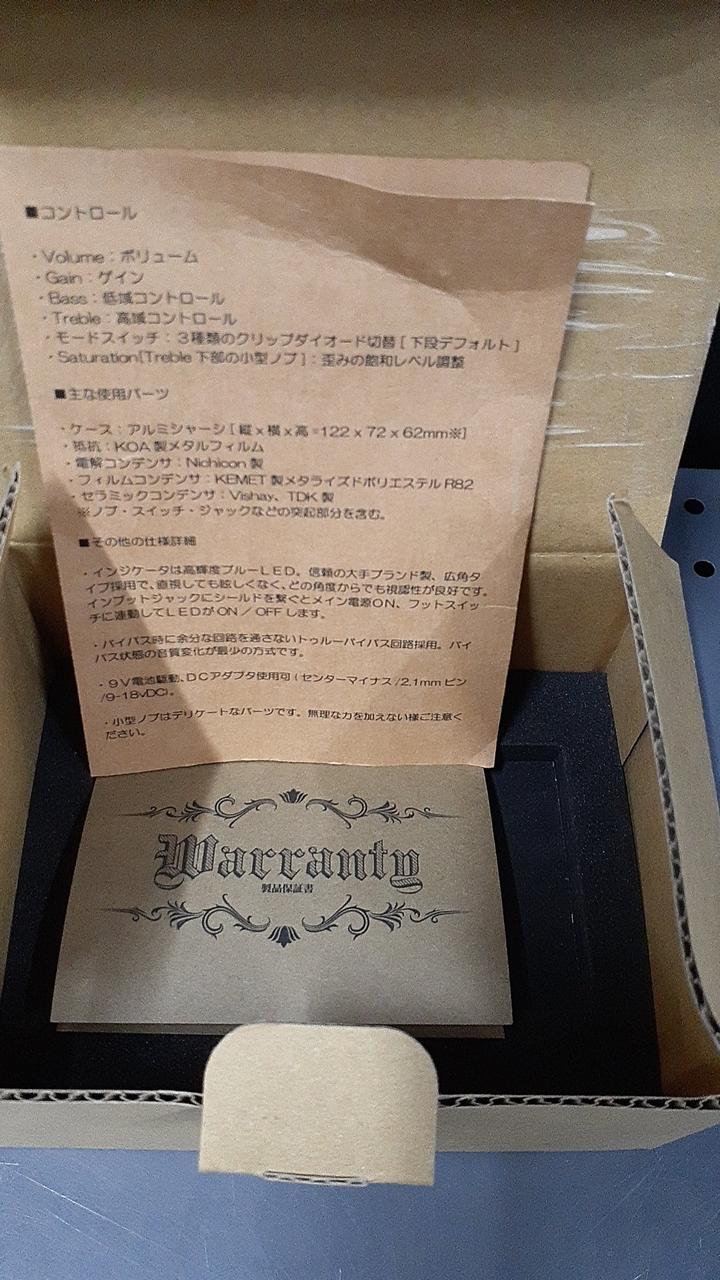 ■コントロール
・Volume：ボリューム
・Gain：ゲイン
・Bass：低域コントロール
・Treble：高域コントロール
・モードスイッチ：３種類のクリップダイオード切替［下段デフォルト］
・Saturation[Treble 下部の小型ノブ]：歪みの飽和レベル調整
■主な使用パーツ
・ケース：アルミシャーシ［縦 x 横 x 高 =122 x 72 x 62mm※］
・抵抗：KOA 製メタルフィルム
・電解コンデンサ：Nichicon 製
・フィルムコンデンサ：KEMET 製メタライズドポリエステル R82
・セラミックコンデンサ：Vishay、TDK 製
※ノブ・スイッチ・ジャックなどの突起部分を含む。
■その他の仕様詳細
・インジケータは高輝度ブルーＬＥＤ。信頼の大手ブランド製、広角タ
イプ採用で、直視しても眩しくなく、どの角度からでも視認性が良好です。
インプットジャックにシールドを繋ぐとメイン電源ON、フットスイッ
チに連動してＬＥＤがON／OFFします。
・バイパス時に余分な回路を通さないトゥルーバイパス回路採用。バイ
パス状態の音質変化が最少の方式です。
・９V電池駆動、DCアダプタ使用可（センターマイナス/2.1mmピン
/9-18vDC)。
・小型ノブはデリケートなパーツです。無理な力を加えない様ご注意く
ださい。
Warranty
製品保証書